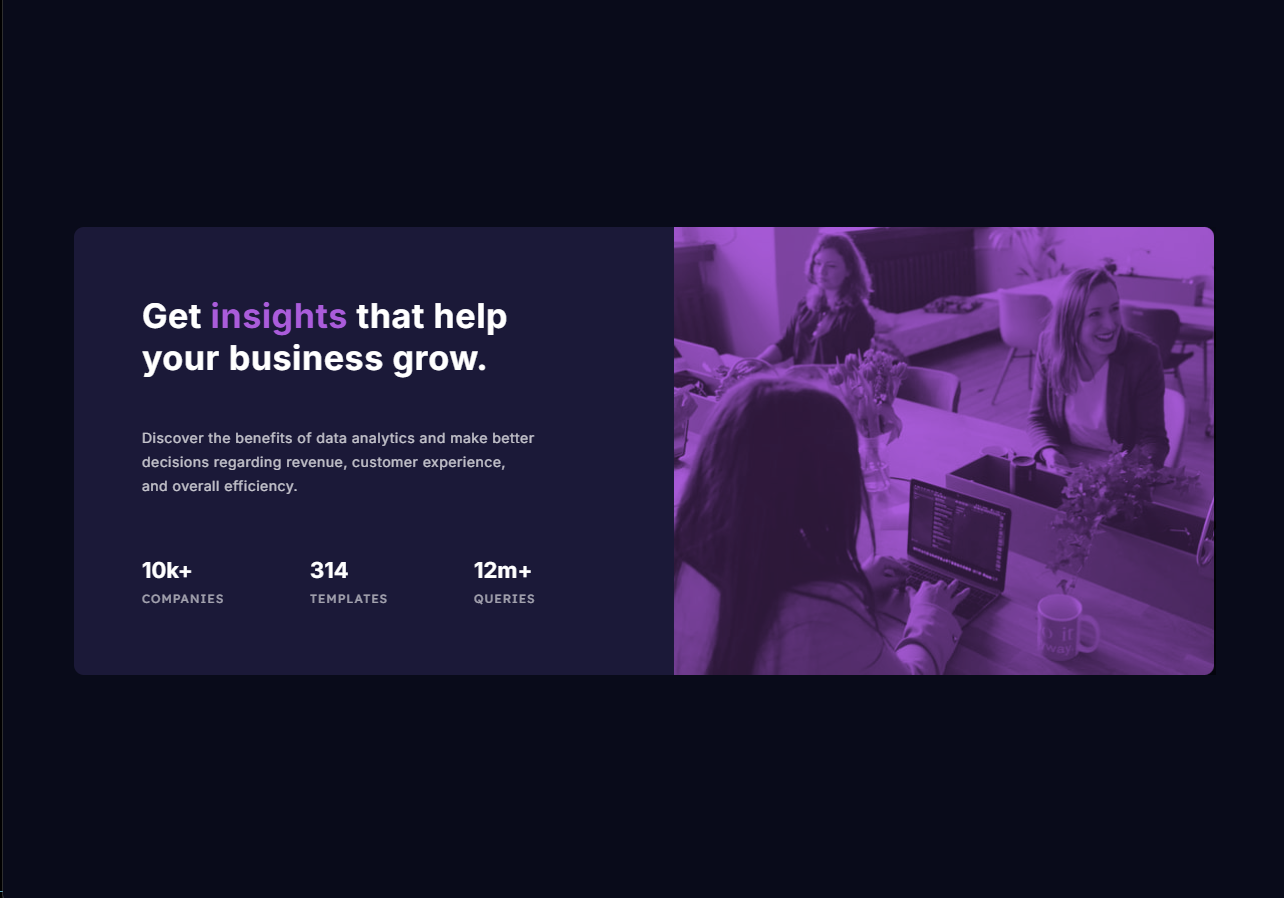 Get insights that help
your business grow.
Discover the benefits of data analytics and make better
decisions regarding revenue, customer experience,
and overall efficiency.
10k+ 314 12m+
COMPANIES TEMPLATES QUERIES